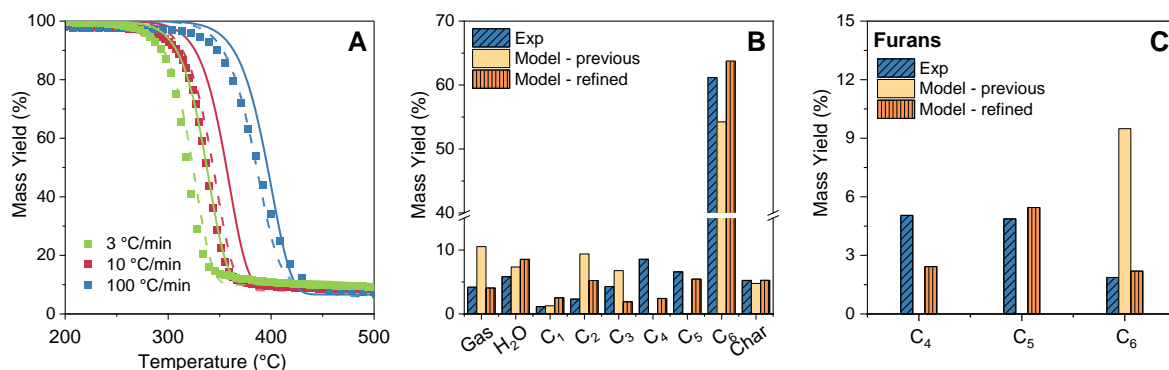 100
80
60
40
20
0
Mass Yield (%)
200
300
400
500
Temperature (°C)
A
3 °C/min
10 °C/min
100 °C/min
70
60
50
40
10
0
Mass Yield (%)
B
Exp
Model - previous
Model - refined
Gas
H₂O
C₁
C₂
C₃
C₄
C₅
C₆
Char
15
12
9
6
3
0
Mass Yield (%)
Furans
C
Exp
Model - previous
Model - refined
C₄
C₅
C₆